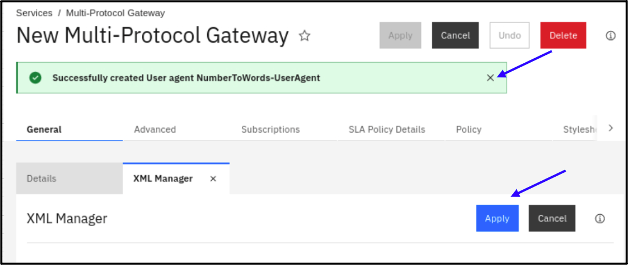 Services / Multi-Protocol Gateway
New Multi-Protocol Gateway
Apply Cancel Undo Delete
Successfully created User agent NumberToWords-UserAgent
General Advanced Subscriptions SLA Policy Details Policy Stylesh
Details XML Manager
XML Manager Apply Cancel